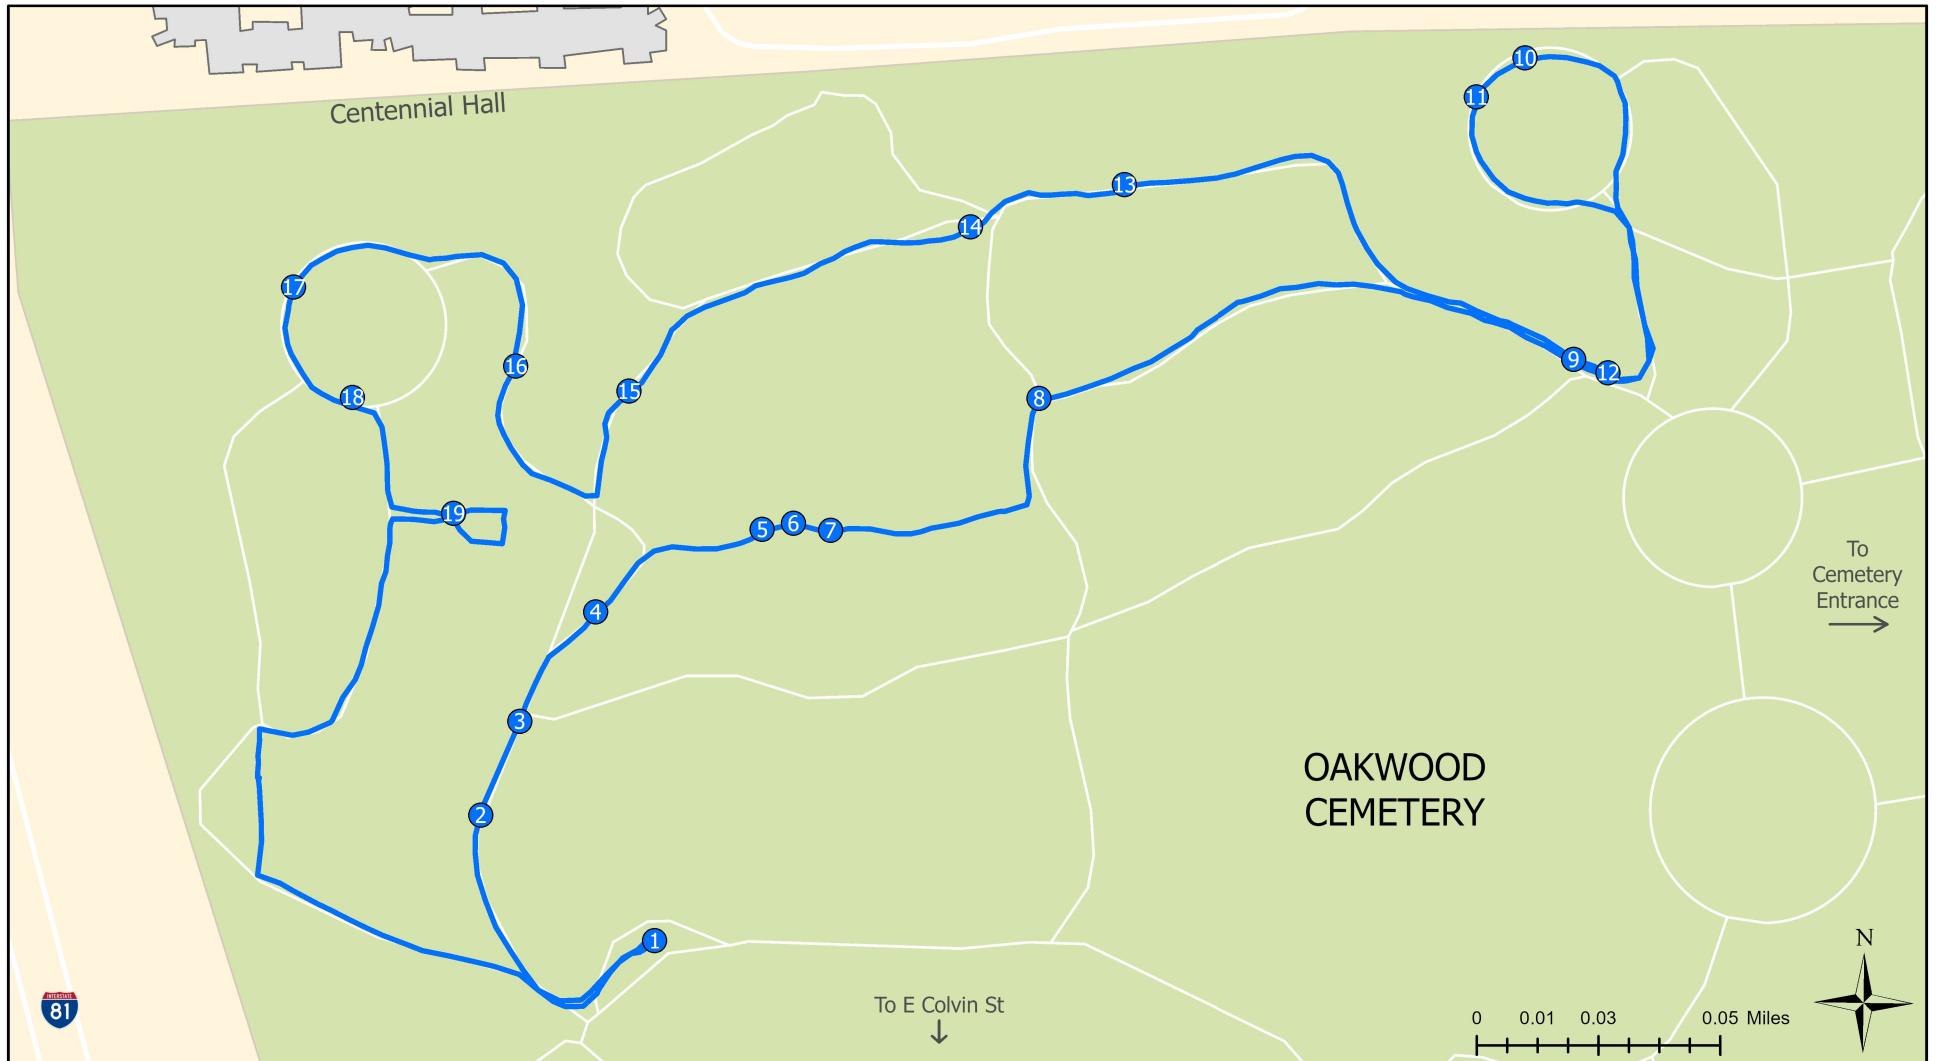 Centennial Hall
10
11
13
14
17
16
9
12
15
18
8
19
6
5
7
To
Cemetery
Entrance
4
3
OAKWOOD
CEMETERY
2
1
N
INTERSTATE
81
To E Colvin St
0 0.01 0.03 0.05 Miles